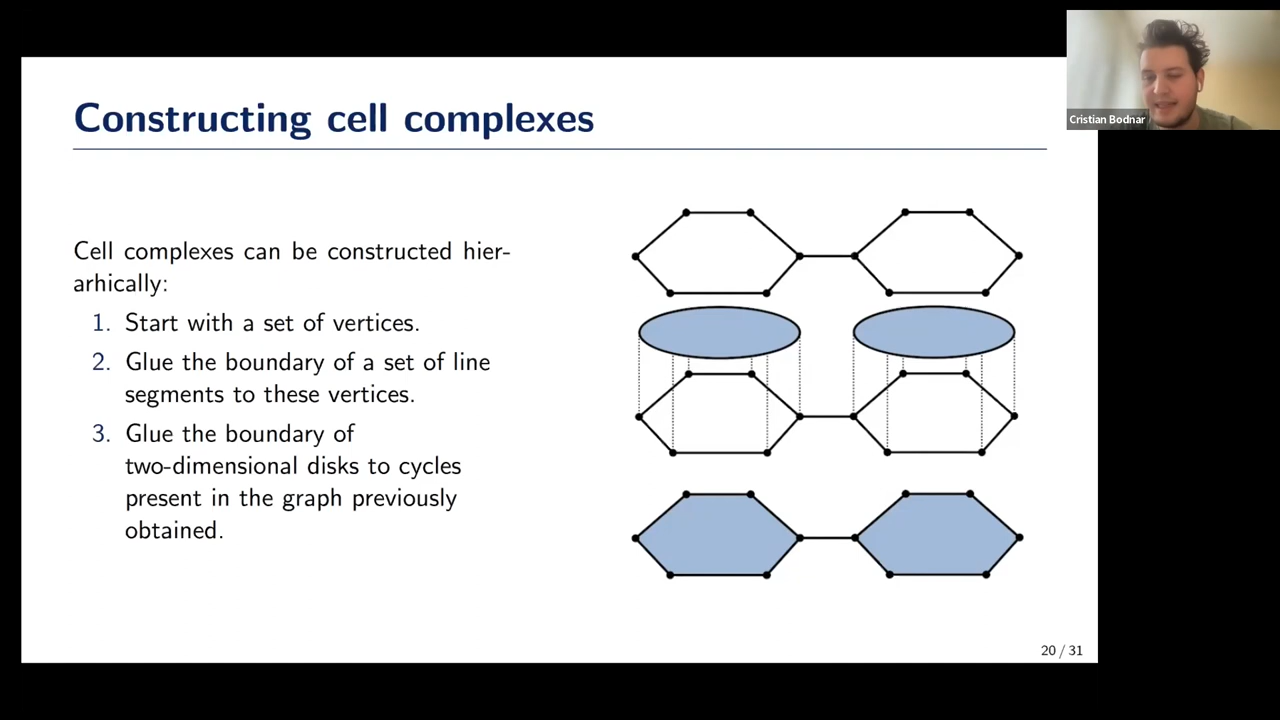 Constructing cell complexes
Cristian Bodnar
Cell complexes can be constructed hier-
arhically:
1. Start with a set of vertices.
2. Glue the boundary of a set of line
segments to these vertices.
3. Glue the boundary of
two-dimensional disks to cycles
present in the graph previously
obtained.
20 / 31